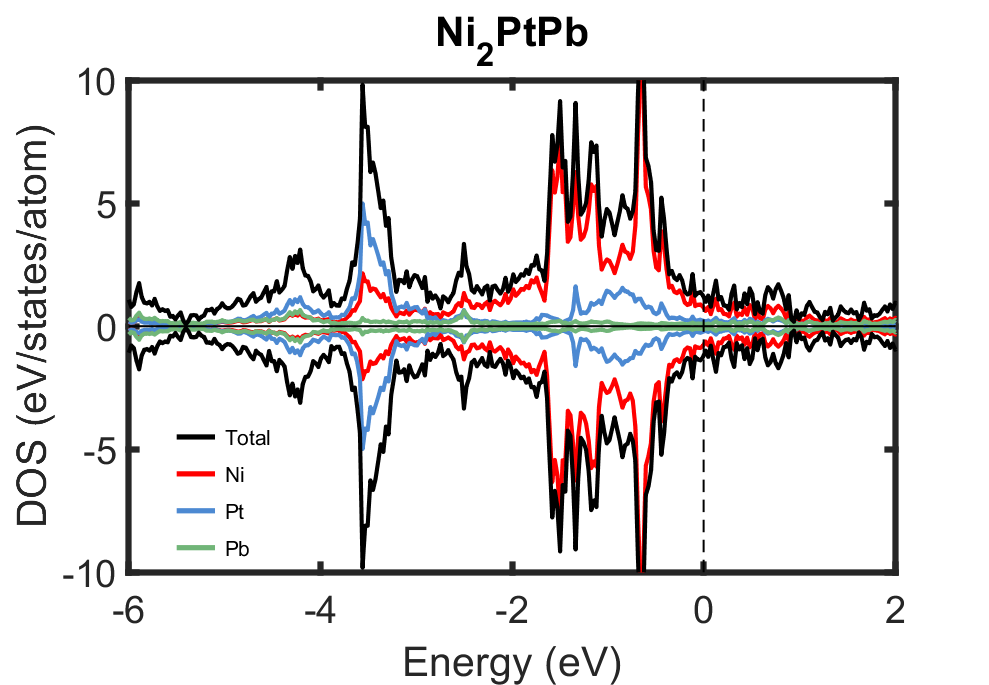 Ni₂PtPb
DOS (eV/states/atom)
10
5
0
-5
-10
Total
Ni
Pt
Pb
-6 -4 -2 0 2
Energy (eV)